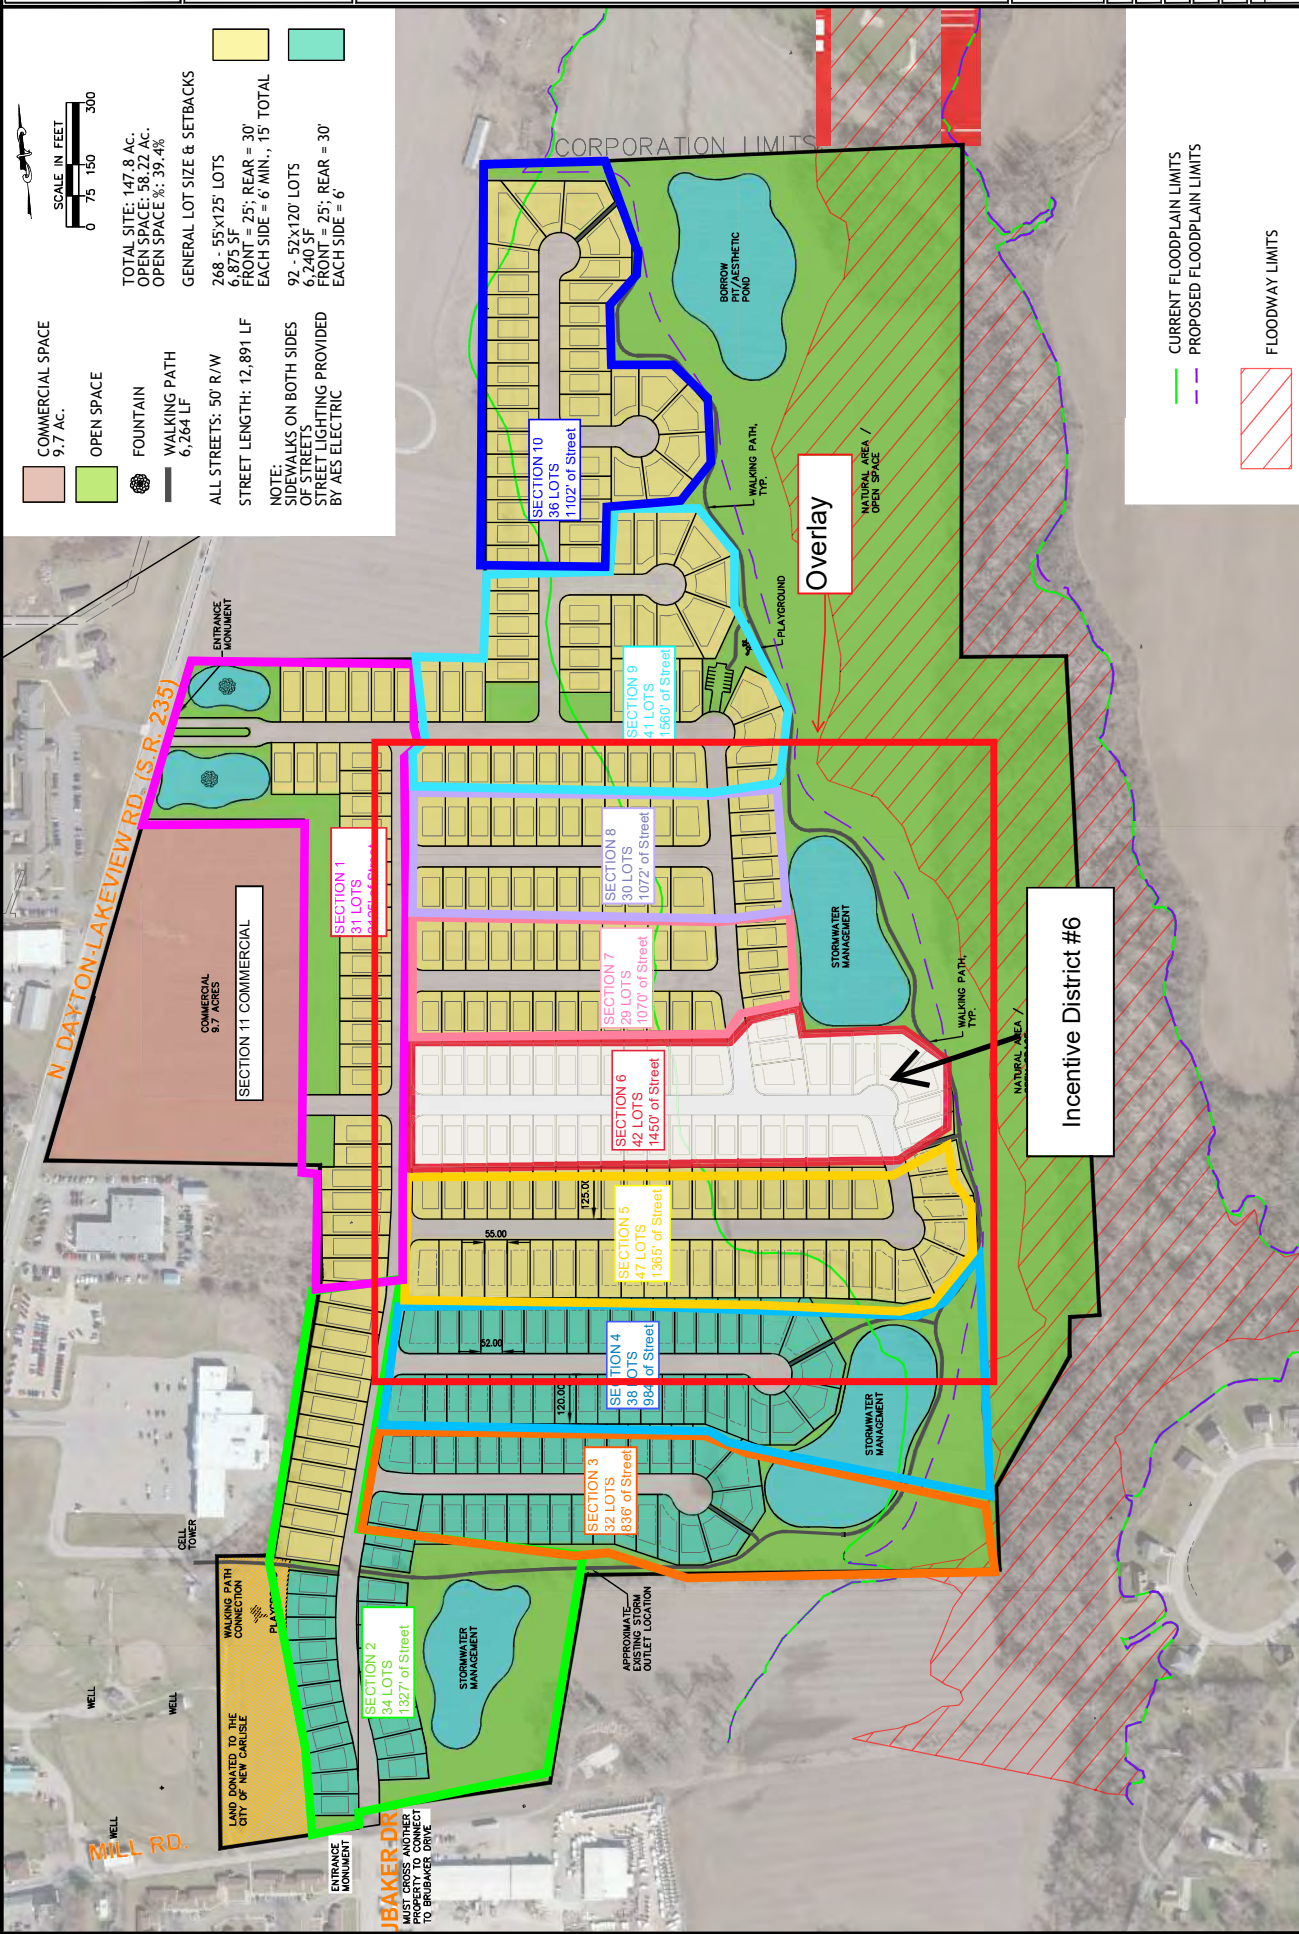 SCALE IN FEET
0 75 150 300
TOTAL SITE: 147.8 Ac.
OPEN SPACE: 58.22 Ac.
OPEN SPACE %: 39.4%
GENERAL LOT SIZE & SETBACKS
268 - 55'x125' LOTS
6,875 SF
FRONT = 25'; REAR = 30'
EACH SIDE = 6' MIN., 15' TOTAL
92 - 52'X120' LOTS
6,240 SF
FRONT = 25'; REAR = 30'
EACH SIDE = 6'
COMMERCIAL SPACE
9.7 Ac.
OPEN SPACE
FOUNTAIN
WALKING PATH
6,264 LF
ALL STREETS: 50' R/W
STREET LENGTH: 12,891 LF
NOTE:
SIDEWALKS ON BOTH SIDES
OF STREETS
STREET LIGHTING PROVIDED
BY AES ELECTRIC
CURRENT FLOODPLAIN LIMITS
PROPOSED FLOODPLAIN LIMITS
FLOODWAY LIMITS
CORPORATION LIMITS
BORROW
PIT/AESTHETIC
POND
SECTION 10
36 LOTS
1102' of Street
WALKING PATH,
TYP.
NATURAL AREA /
OPEN SPACE
Overlay
PLAYGROUND
ENTRANCE
MONUMENT
N DAYTON-LAKEVIEW RD. (S.R. 235)
SECTION 9
41 LOTS
1560' of Street
SECTION 1
31 LOTS
SECTION 8
30 LOTS
1072' of Street
COMMERCIAL
9.7 ACRES
SECTION 11 COMMERCIAL
SECTION 7
29 LOTS
1070' of Street
STORMWATER
MANAGEMENT
WALKING PATH,
TYP.
NATURAL AREA /
Incentive District #6
SECTION 6
42 LOTS
1450' of Street
125.00
55.00
SECTION 5
47 LOTS
1365' of Street
52.00
120.00
SECTION 4
38 LOTS
984' of Street
STORMWATER
MANAGEMENT
SECTION 3
32 LOTS
836' of Street
CELL
TOWER
WALKING PATH
CONNECTION
LAND DONATED TO THE
CITY OF NEW CARLISLE
WELL
WELL
WELL
MILL RD.
SECTION 2
34 LOTS
1327' of Street
STORMWATER
MANAGEMENT
APPROXIMATE
EXISTING STORM
OUTLET LOCATION
ENTRANCE
MONUMENT
UBAKER DR
MUST CROSS ANOTHER
PROPERTY TO CONNECT
TO BRUBAKER DRIVE